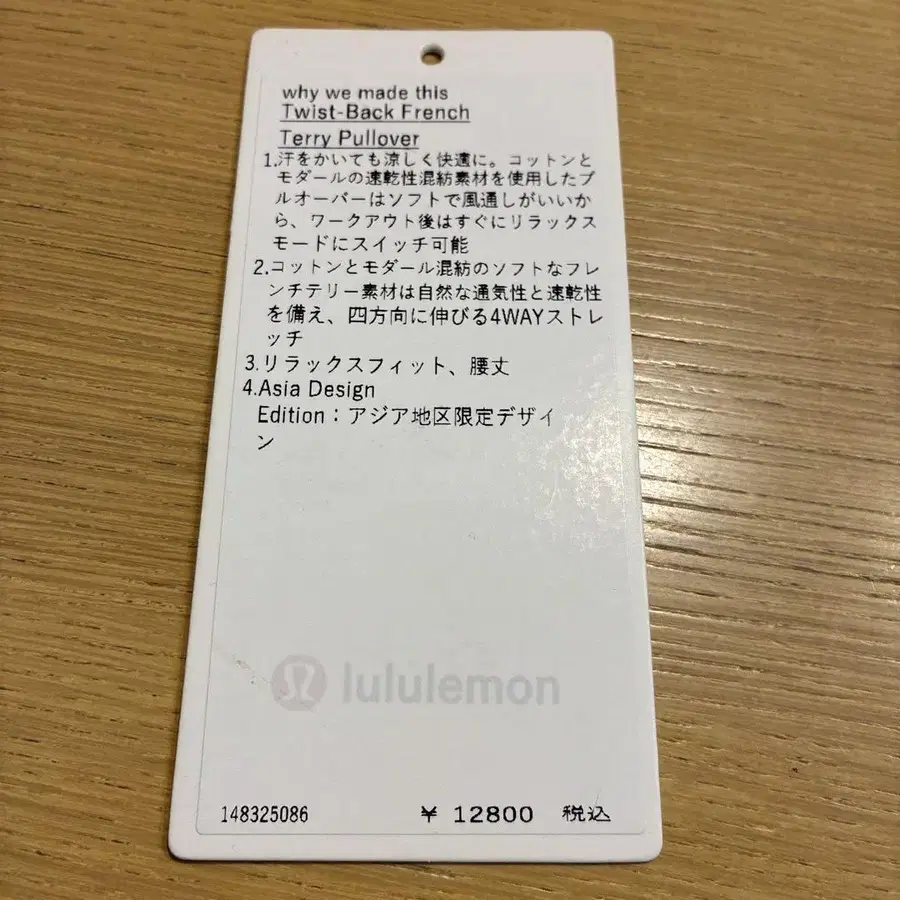 why we made this
Twist-Back French
Terry Pullover
1.汗をかいても涼しく快適に。コットンと
モダールの速乾性混紡素材を使用したプ
ルオーバーはソフトで風通しがいいか
ら、ワークアウト後はすぐにリラックス
モードにスイッチ可能
2.コットンとモダール混紡のソフトなフレ
ンチテリー素材は自然な通気性と速乾性
を備え、四方向に伸びる4WAYストレ
ッチ
3.リラックスフィット、腰丈
4.Asia Design
Edition：アジア地区限定デザイ
ン
lululemon
148325086 ¥ 12800 税込